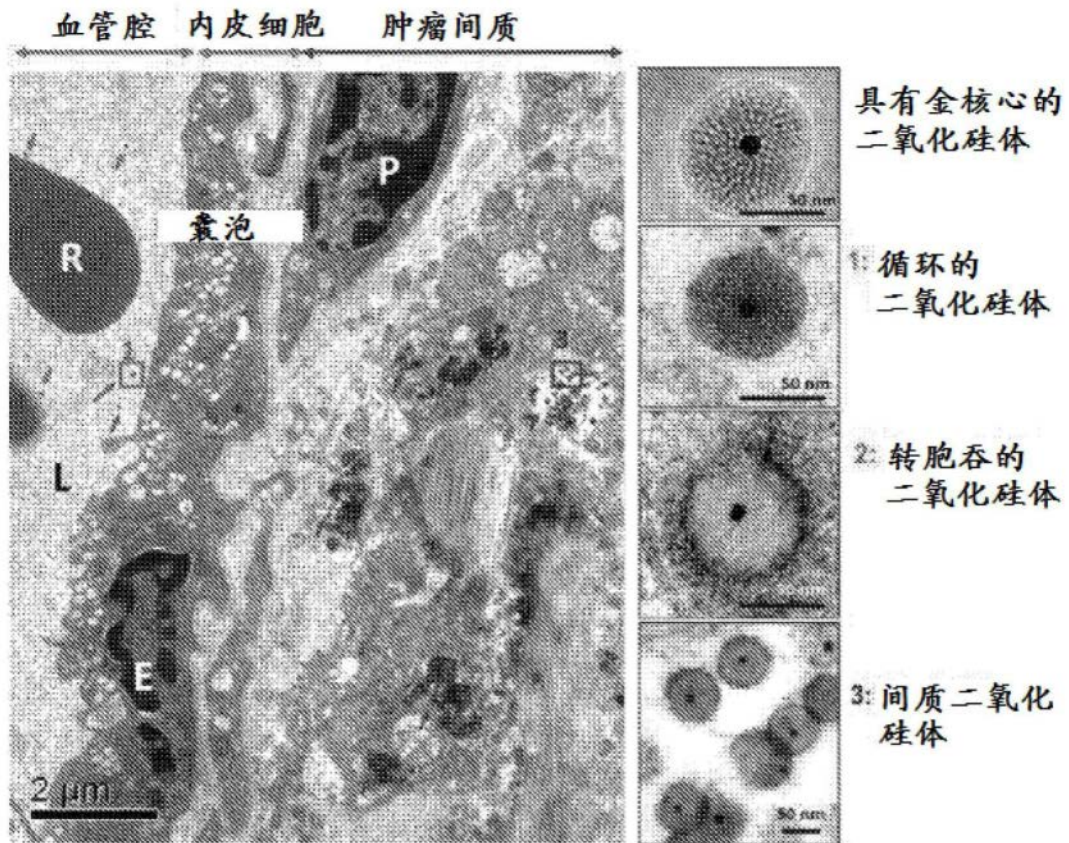 血管腔 内皮细胞 肿瘤间质
P
R
囊泡
1
3
L
E
2 μm
50 nm
50 nm
50 nm
具有金核心的
二氧化硅体
1: 循环的
二氧化硅体
2: 转胞吞的
二氧化硅体
3: 间质二氧化
硅体